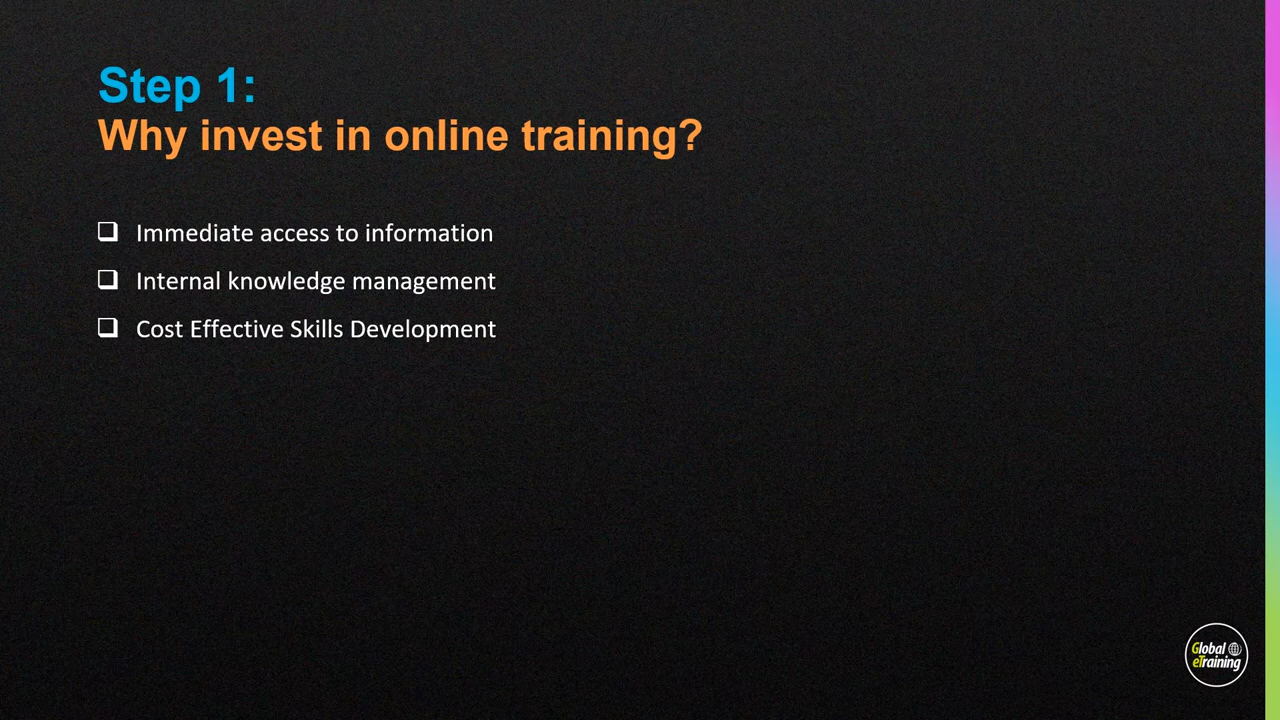 Step 1:
Why invest in online training?
Immediate access to information
Internal knowledge management
Cost Effective Skills Development
Global
eTraining